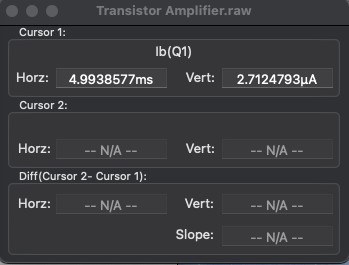 Transistor Amplifier.raw
Cursor 1:
Ib(Q1)
Horz: 4.9938577ms Vert: 2.7124793µA
Cursor 2:
Horz: -- N/A -- Vert: -- N/A --
Diff(Cursor 2- Cursor 1):
Horz: -- N/A -- Vert: -- N/A --
Slope: -- N/A --